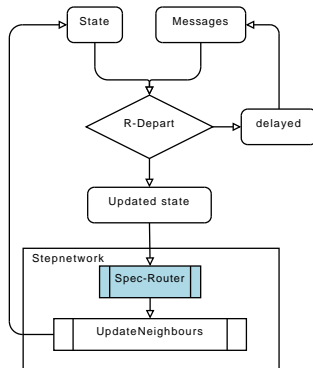 State
Messages
R-Depart
delayed
Updated state
Stepnetwork
Spec-Router
UpdateNeighbours